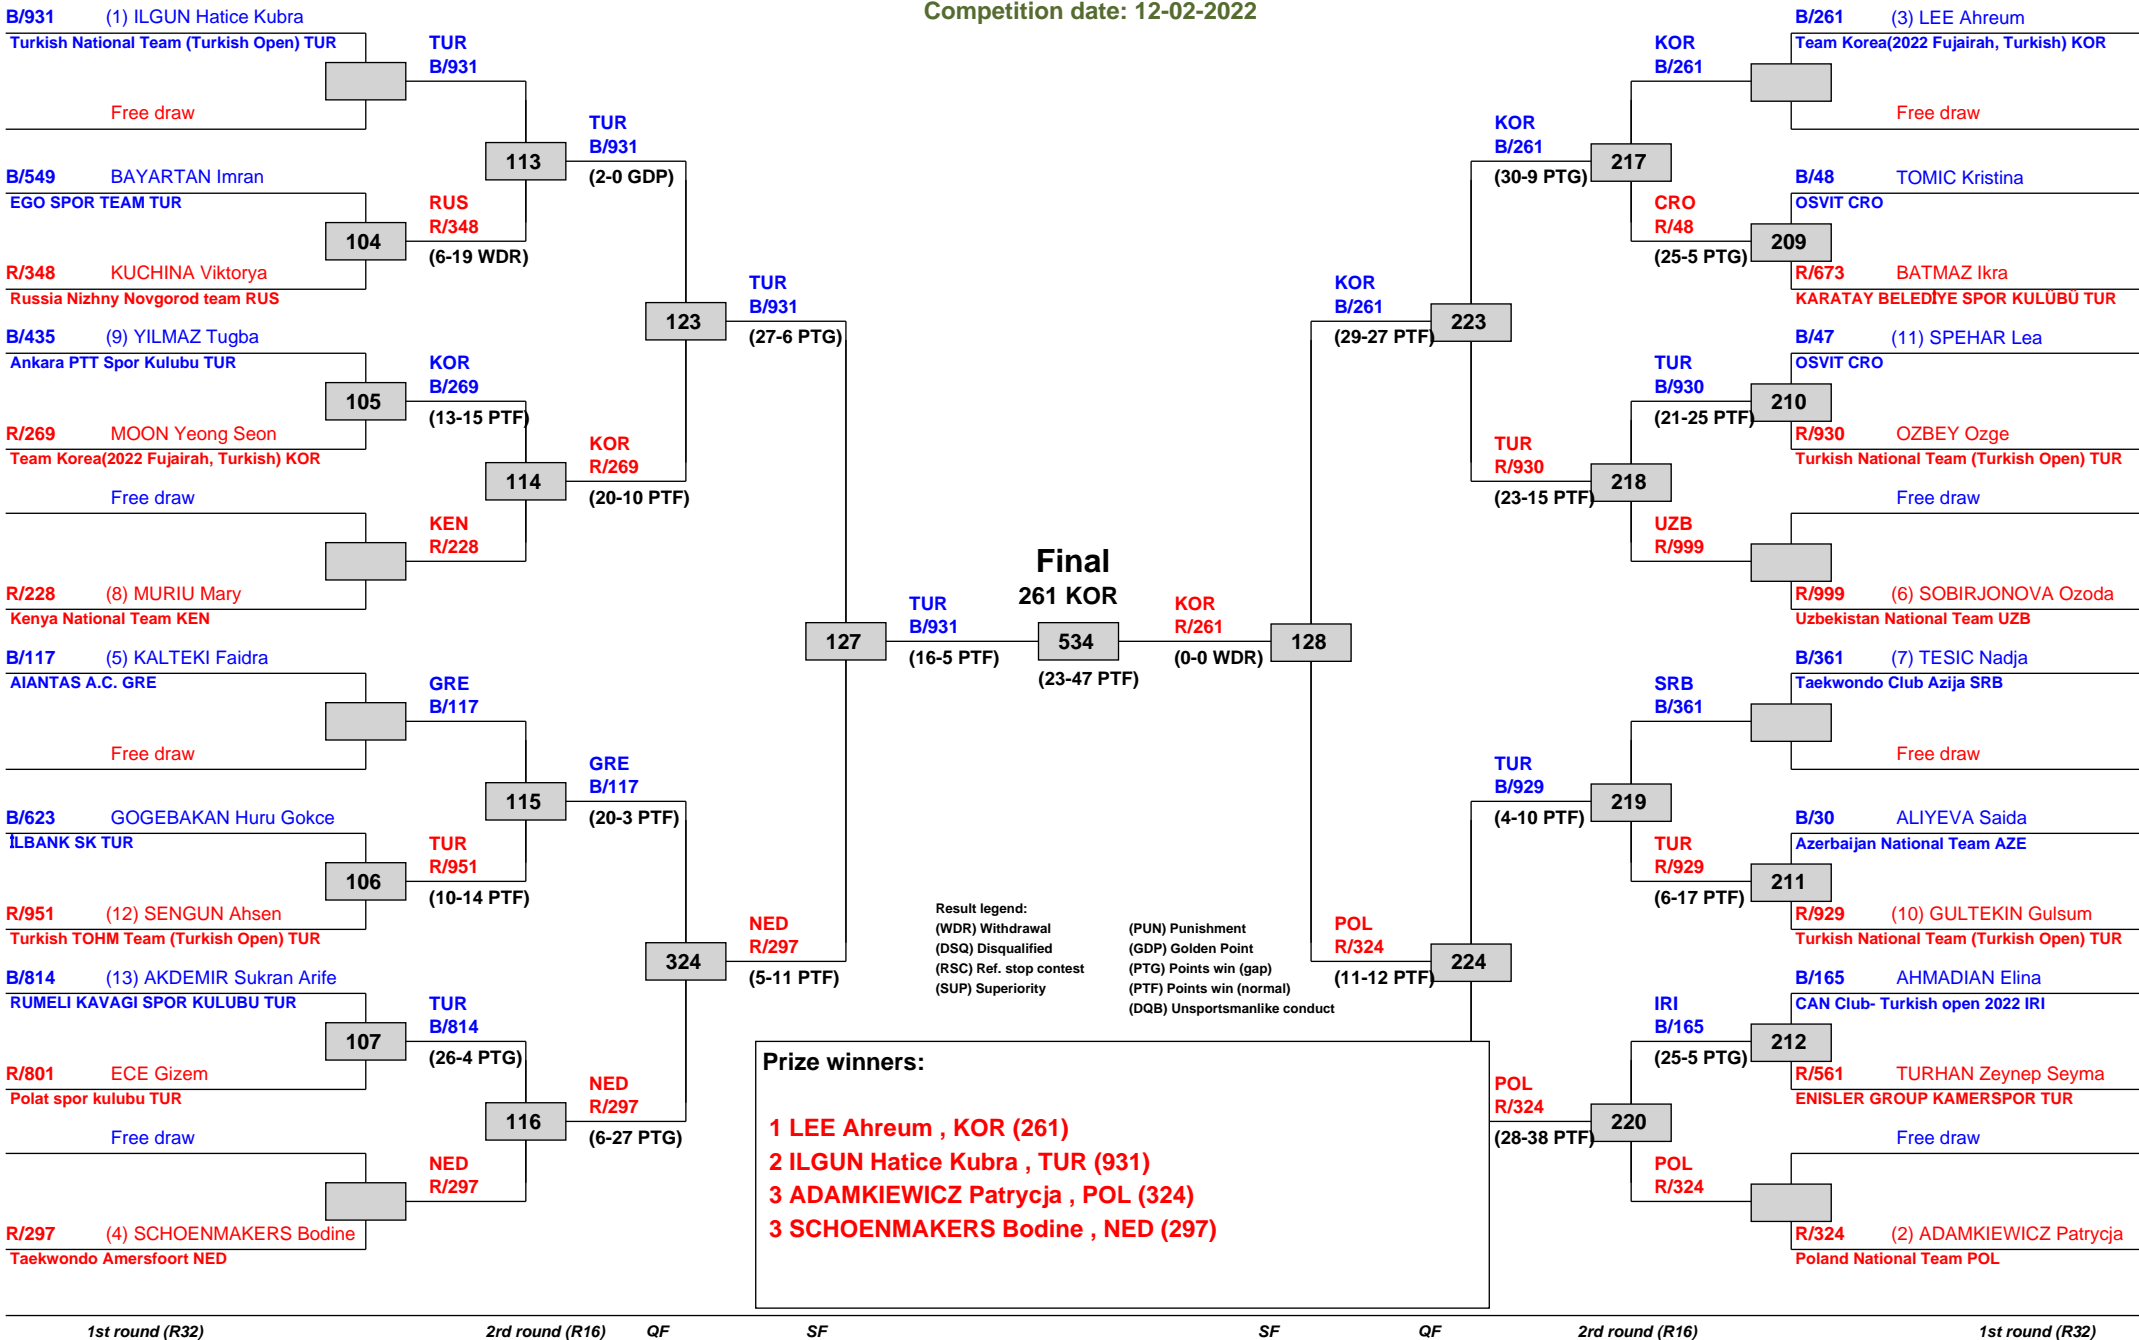 Competition date: 12-02-2022
B/931 (1) ILGUN Hatice Kubra
Turkish National Team (Turkish Open) TUR
Free draw
B/549 BAYARTAN Imran
EGO SPOR TEAM TUR
104
R/348 KUCHINA Viktorya
Russia Nizhny Novgorod team RUS
B/435 (9) YILMAZ Tugba
Ankara PTT Spor Kulubu TUR
105
R/269 MOON Yeong Seon
Team Korea(2022 Fujairah, Turkish) KOR
Free draw
R/228 (8) MURIU Mary
Kenya National Team KEN
B/117 (5) KALTEKI Faidra
AIANTAS A.C. GRE
Free draw
B/623 GOGEBAKAN Huru Gokce
İLBANK SK TUR
106
R/951 (12) SENGUN Ahsen
Turkish TOHM Team (Turkish Open) TUR
B/814 (13) AKDEMIR Sukran Arife
RUMELI KAVAGI SPOR KULUBU TUR
107
R/801 ECE Gizem
Polat spor kulubu TUR
Free draw
R/297 (4) SCHOENMAKERS Bodine
Taekwondo Amersfoort NED
TUR
B/931
113
RUS
R/348
(6-19 WDR)
KOR
B/269
(13-15 PTF)
114
KEN
R/228
GRE
B/117
115
TUR
R/951
(10-14 PTF)
TUR
B/814
(26-4 PTG)
116
NED
R/297
TUR
B/931
(2-0 GDP)
123
KOR
R/269
(20-10 PTF)
GRE
B/117
(20-3 PTF)
324
NED
R/297
(6-27 PTG)
TUR
B/931
(27-6 PTG)
127
NED
R/297
(5-11 PTF)
TUR
B/931
(16-5 PTF)
Final
261 KOR
534
(23-47 PTF)
KOR
R/261
(0-0 WDR)
128
KOR
B/261
(29-27 PTF)
223
POL
R/324
(11-12 PTF)
224
KOR
B/261
(30-9 PTG)
217
TUR
R/930
(23-15 PTF)
218
TUR
B/929
(4-10 PTF)
219
POL
R/324
(28-38 PTF)
220
KOR
B/261
CRO
R/48
(25-5 PTG)
209
TUR
B/930
(21-25 PTF)
210
UZB
R/999
SRB
B/361
TUR
R/929
(6-17 PTF)
211
IRI
B/165
(25-5 PTG)
212
POL
R/324
B/261 (3) LEE Ahreum
Team Korea(2022 Fujairah, Turkish) KOR
Free draw
B/48 TOMIC Kristina
OSVIT CRO
R/673 BATMAZ Ikra
KARATAY BELEDİYE SPOR KULÜBÜ TUR
B/47 (11) SPEHAR Lea
OSVIT CRO
R/930 OZBEY Ozge
Turkish National Team (Turkish Open) TUR
Free draw
R/999 (6) SOBIRJONOVA Ozoda
Uzbekistan National Team UZB
B/361 (7) TESIC Nadja
Taekwondo Club Azija SRB
Free draw
B/30 ALIYEVA Saida
Azerbaijan National Team AZE
R/929 (10) GULTEKIN Gulsum
Turkish National Team (Turkish Open) TUR
B/165 AHMADIAN Elina
CAN Club- Turkish open 2022 IRI
R/561 TURHAN Zeynep Seyma
ENISLER GROUP KAMERSPOR TUR
Free draw
R/324 (2) ADAMKIEWICZ Patrycja
Poland National Team POL
Result legend:
(WDR) Withdrawal (PUN) Punishment
(DSQ) Disqualified (GDP) Golden Point
(RSC) Ref. stop contest (PTG) Points win (gap)
(SUP) Superiority (PTF) Points win (normal)
(DQB) Unsportsmanlike conduct
Prize winners:
1 LEE Ahreum , KOR (261)
2 ILGUN Hatice Kubra , TUR (931)
3 ADAMKIEWICZ Patrycja , POL (324)
3 SCHOENMAKERS Bodine , NED (297)
1st round (R32) 2rd round (R16) QF SF SF QF 2rd round (R16) 1st round (R32)